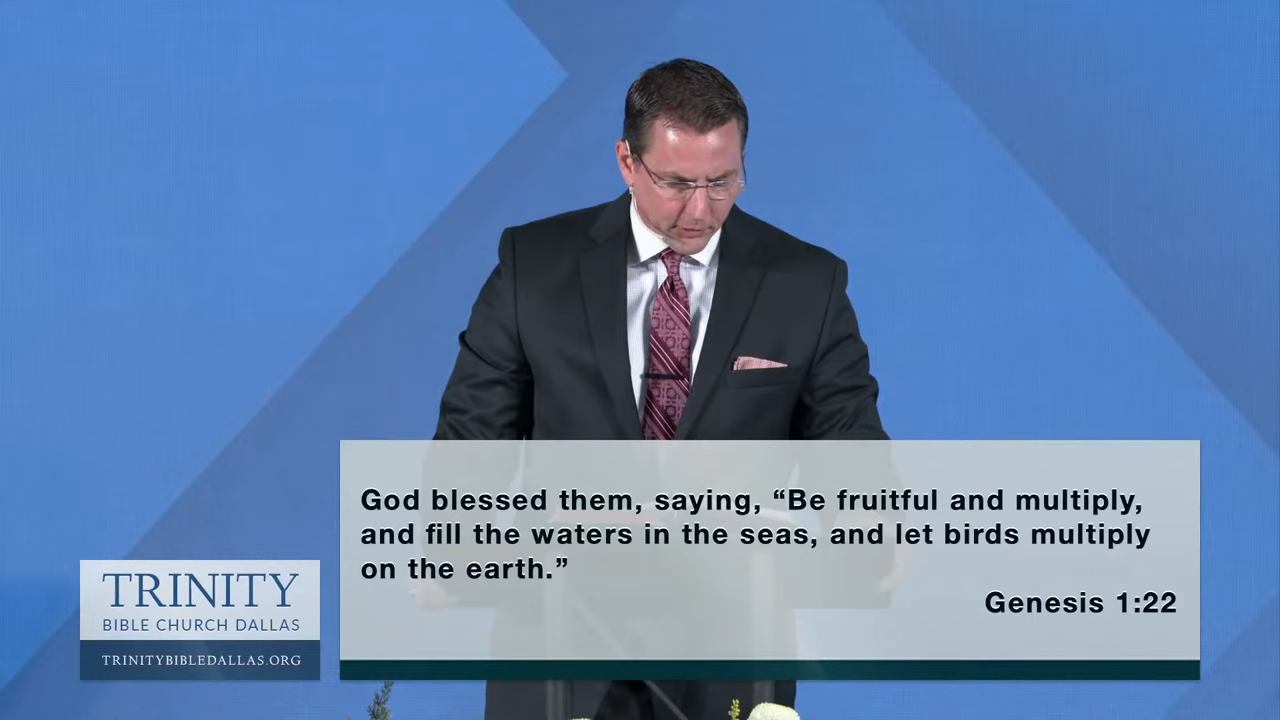 God blessed them, saying, “Be fruitful and multiply,
and fill the waters in the seas, and let birds multiply
on the earth.”
Genesis 1:22
TRINITY
BIBLE CHURCH DALLAS
TRINITYBIBLEDALLAS.ORG